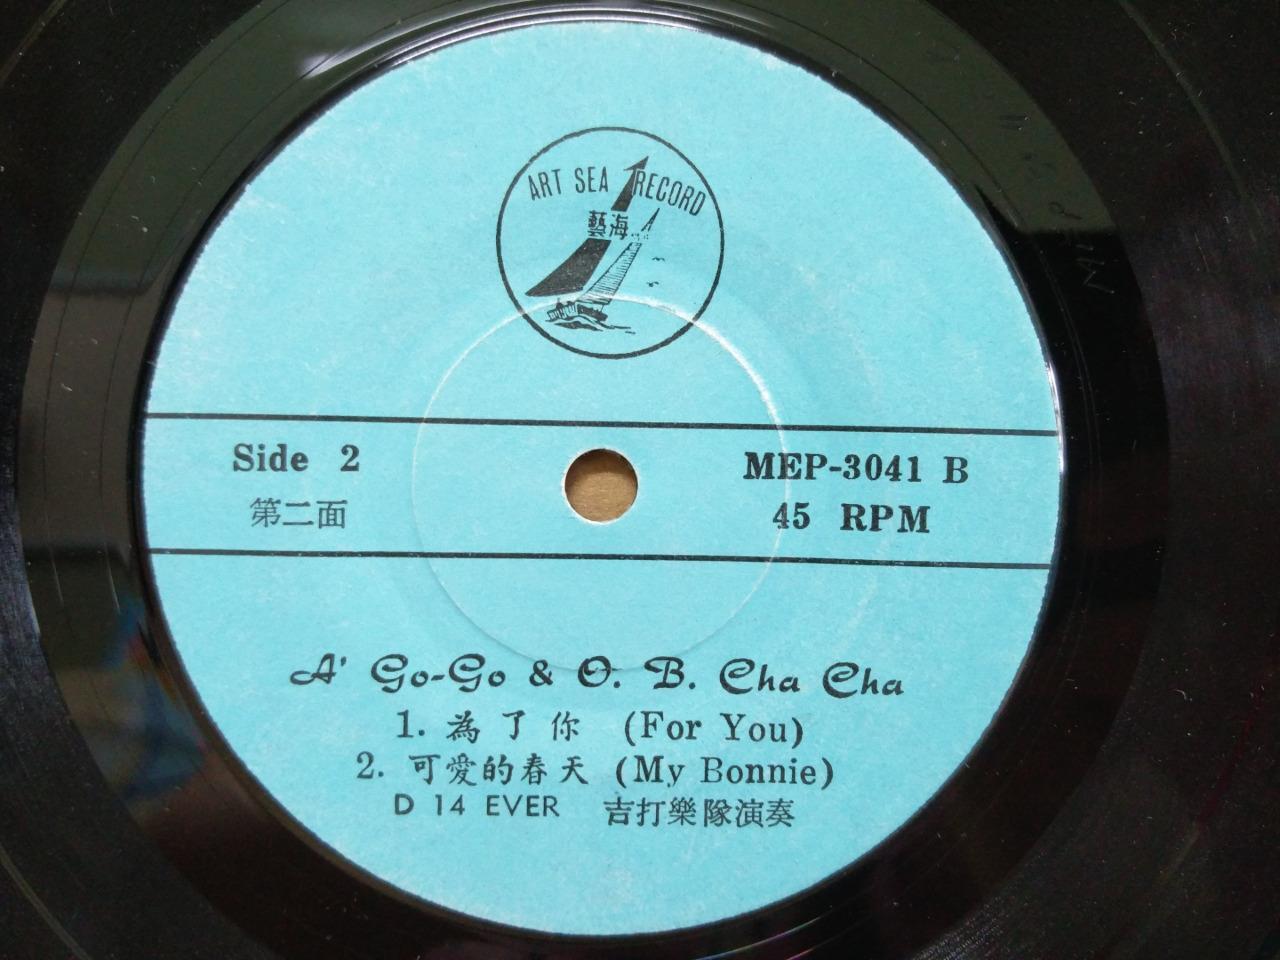 ART SEA RECORD
藝海
Side 2
第二面
MEP-3041 B
45 RPM
A' Go-Go & O. B. Cha Cha
1. 為了你 (For You)
2. 可愛的春天 (My Bonnie)
D 14 EVER 吉打樂隊演奏